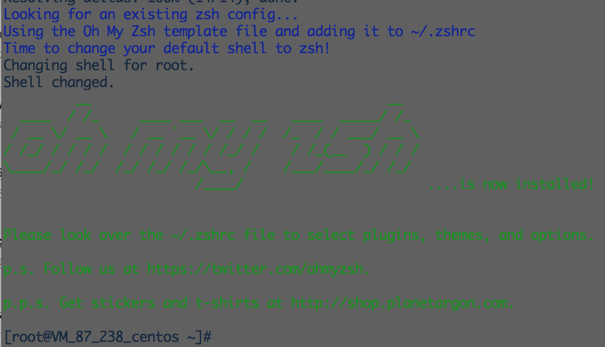 Resolving deltas: 100% (14/14), done.
Looking for an existing zsh config...
Using the Oh My Zsh template file and adding it to ~/.zshrc
Time to change your default shell to zsh!
Changing shell for root.
Shell changed.
....is now installed!
Please look over the ~/.zshrc file to select plugins, themes, and options.
p.s. Follow us at https://twitter.com/ohmyzsh.
p.p.s. Get stickers and t-shirts at http://shop.planetargon.com.
[root@VM_87_238_centos ~]#